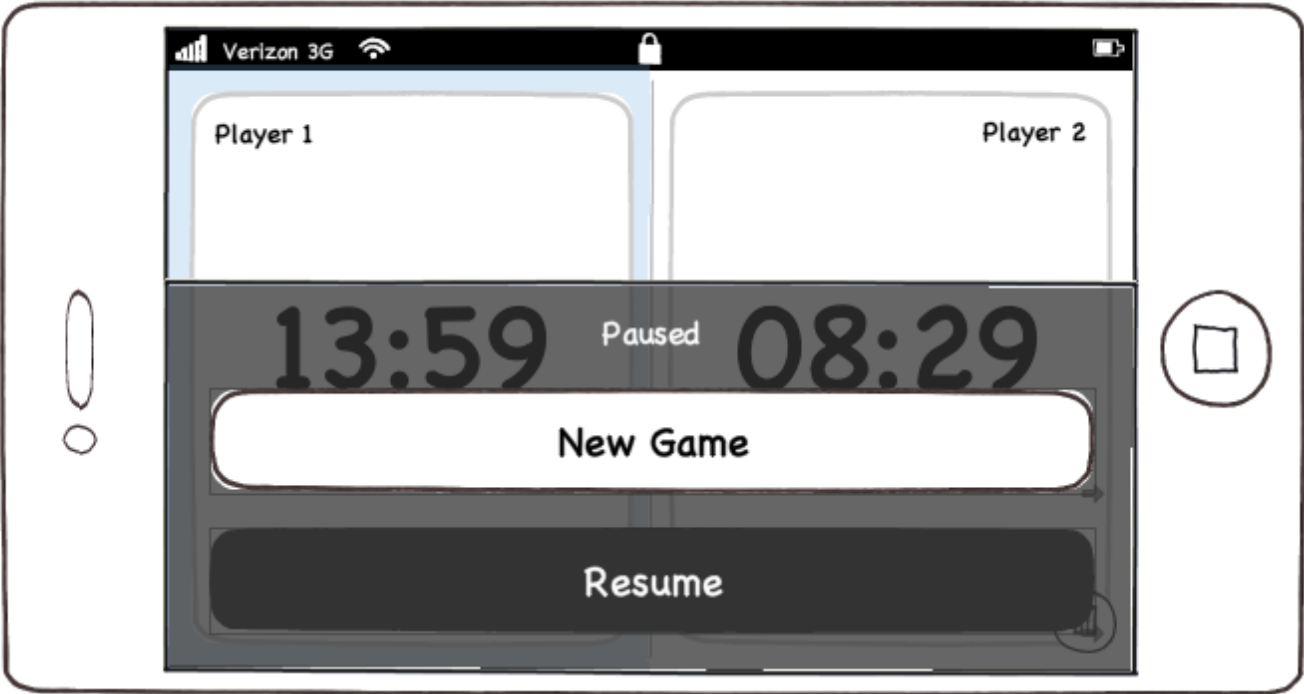 Verizon 3G
Player 1
Player 2
13:59
Paused
08:29
New Game
Resume